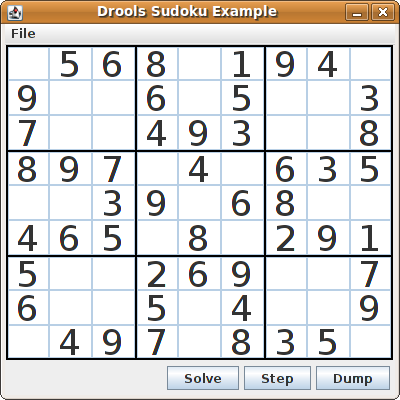 Drools Sudoku Example
File
5 6 8 1 9 4
9 6 5 3
7 4 9 3 8
8 9 7 4 6 3 5
3 9 6 8
4 6 5 8 2 9 1
5 2 6 9 7
6 5 4 9
4 9 7 8 3 5
Solve Step Dump